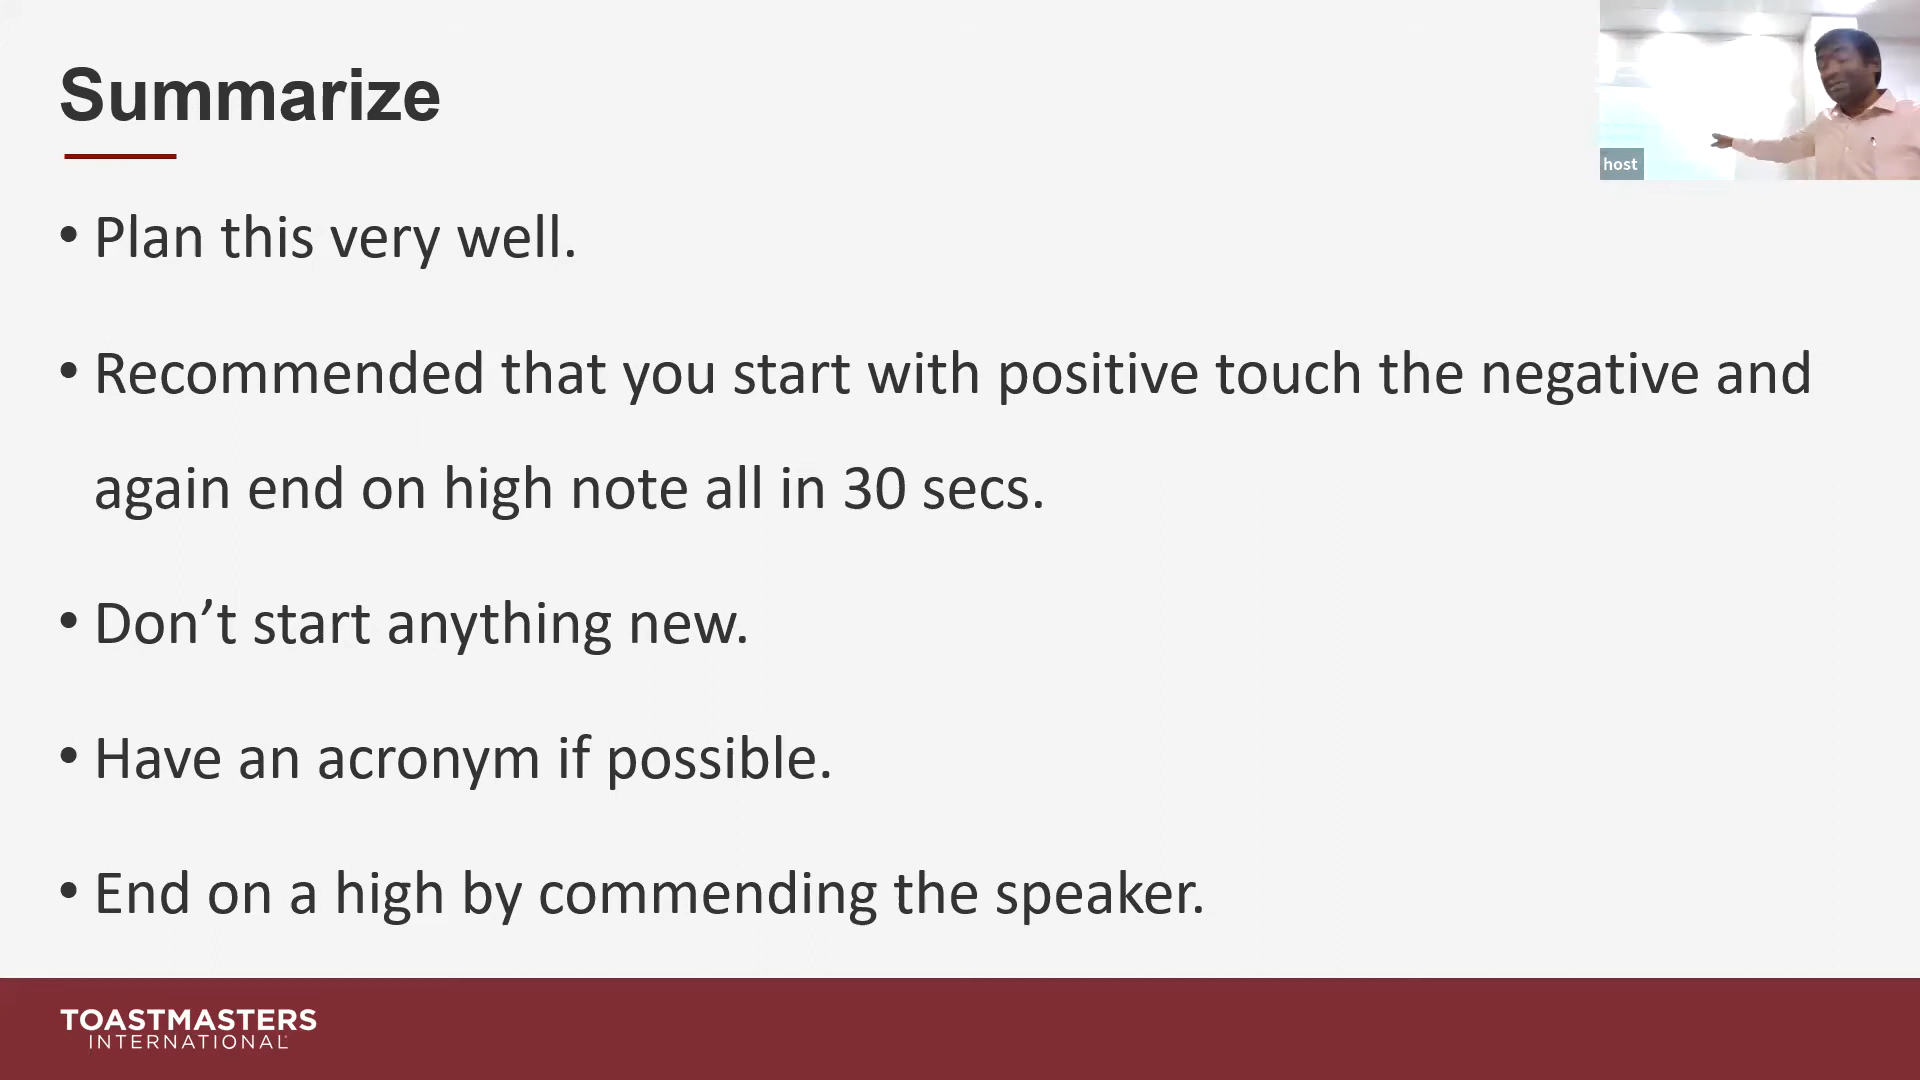 Summarize
host
• Plan this very well.
• Recommended that you start with positive touch the negative and
again end on high note all in 30 secs.
• Don’t start anything new.
• Have an acronym if possible.
• End on a high by commending the speaker.
TOASTMASTERS
INTERNATIONAL